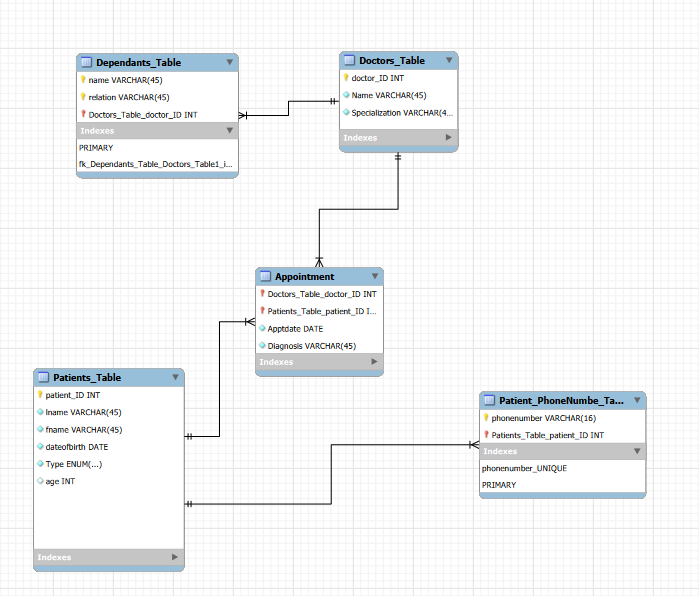 Dependants_Table
name VARCHAR(45)
relation VARCHAR(45)
Doctors_Table_doctor_ID INT
Indexes
PRIMARY
fk_Dependants_Table_Doctors_Table1_i...
Doctors_Table
doctor_ID INT
Name VARCHAR(45)
Specialization VARCHAR(4...
Indexes
Appointment
Doctors_Table_doctor_ID INT
Patients_Table_patient_ID I...
Apptdate DATE
Diagnosis VARCHAR(45)
Indexes
Patients_Table
patient_ID INT
lname VARCHAR(45)
fname VARCHAR(45)
dateofbirth DATE
Type ENUM(...)
age INT
Indexes
Patient_PhoneNumbe_Ta...
phonenumber VARCHAR(16)
Patients_Table_patient_ID INT
Indexes
phonenumber_UNIQUE
PRIMARY